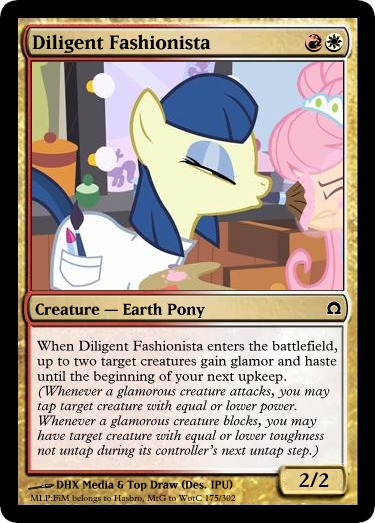 Diligent Fashionista
Creature — Earth Pony
Ω
When Diligent Fashionista enters the battlefield,
up to two target creatures gain glamor and haste
until the beginning of your next upkeep.
(Whenever a glamorous creature attacks, you may
tap target creature with equal or lower power.
Whenever a glamorous creature blocks, you may
have target creature with equal or lower toughness
not untap during its controller's next untap step.)
2/2
DHX Media & Top Draw (Des. IPU)
MLP:FiM belongs to Hasbro, MtG to WotC 175/302